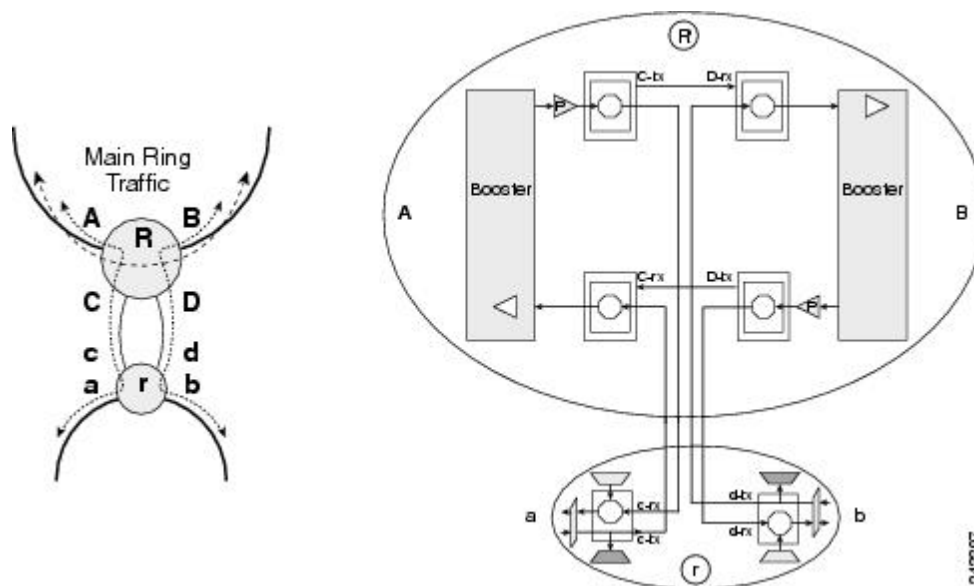 Main Ring
Traffic
A
B
R
C
D
c
d
a
r
b
R
C-tx
D-rx
P
Booster
Booster
A
B
C-rx
D-tx
P
a
c-rx
c-tx
d-tx
d-rx
b
r